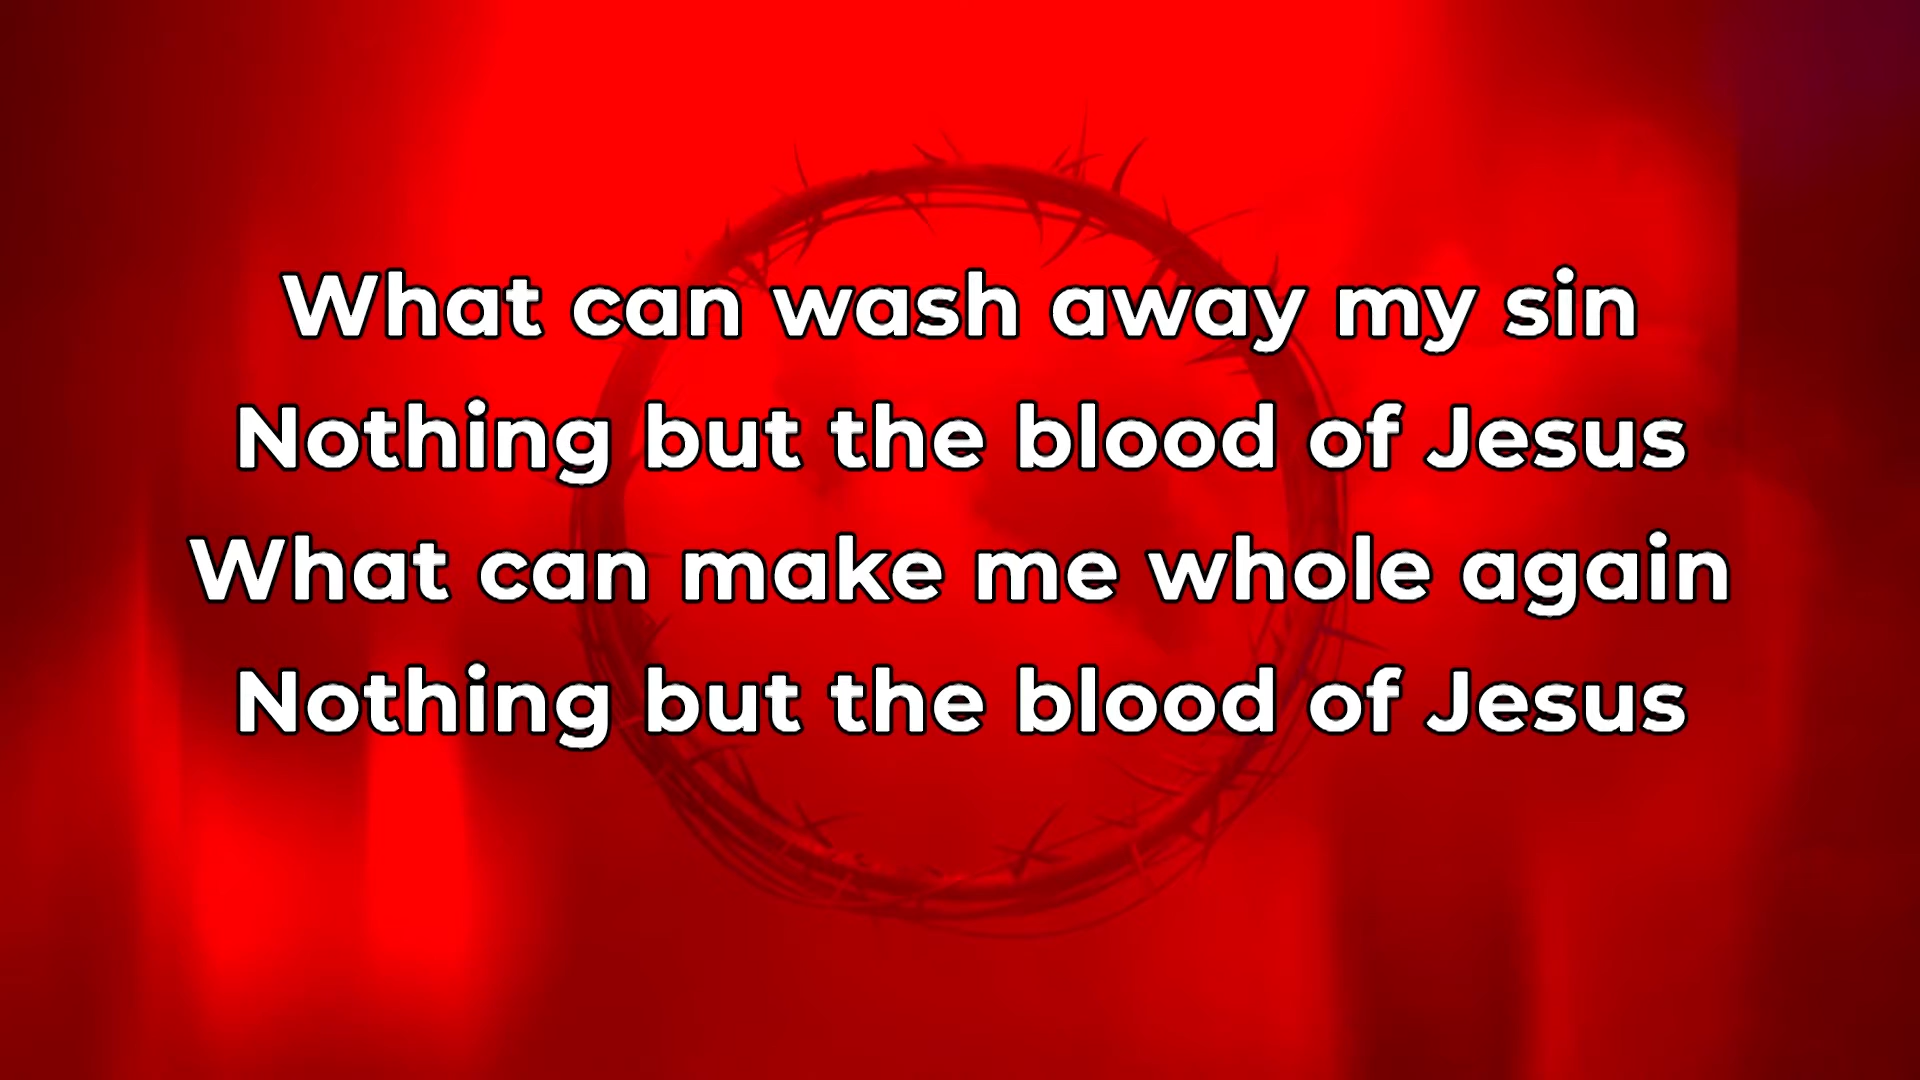 What can wash away my sin
Nothing but the blood of Jesus
What can make me whole again
Nothing but the blood of Jesus